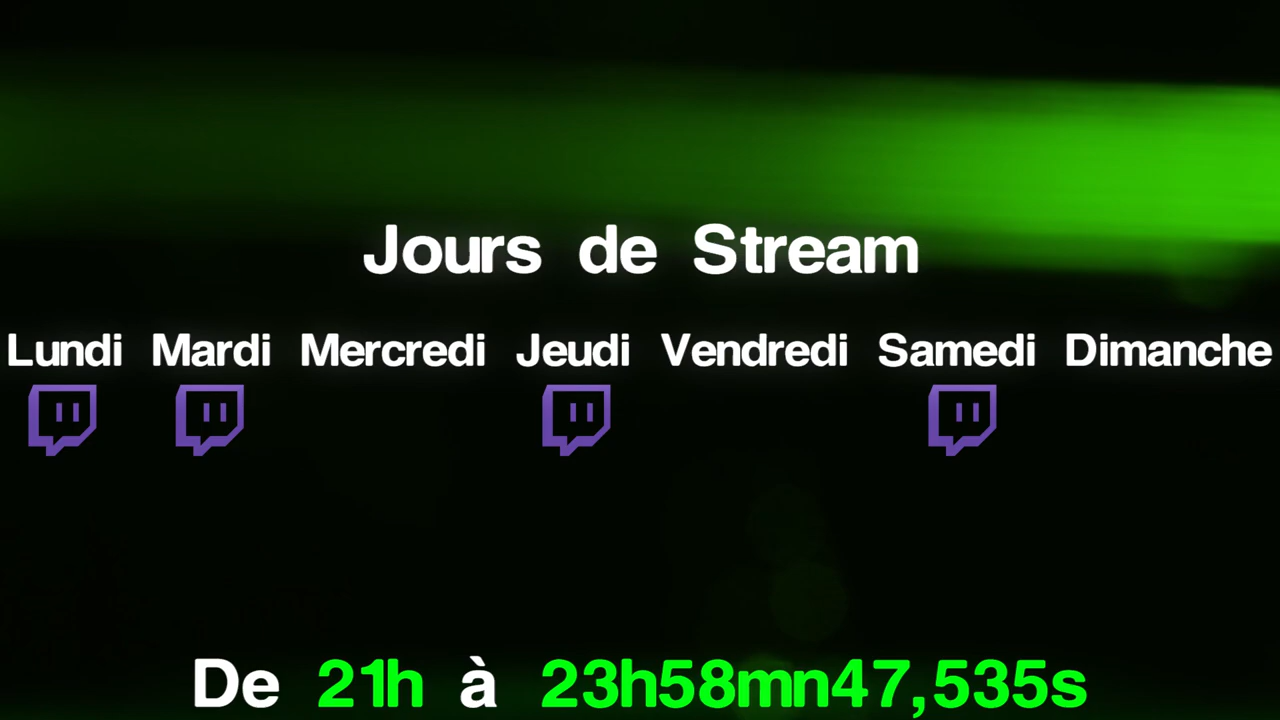 Jours de Stream
Lundi Mardi Mercredi Jeudi Vendredi Samedi Dimanche
De 21h à 23h58mn47,535s